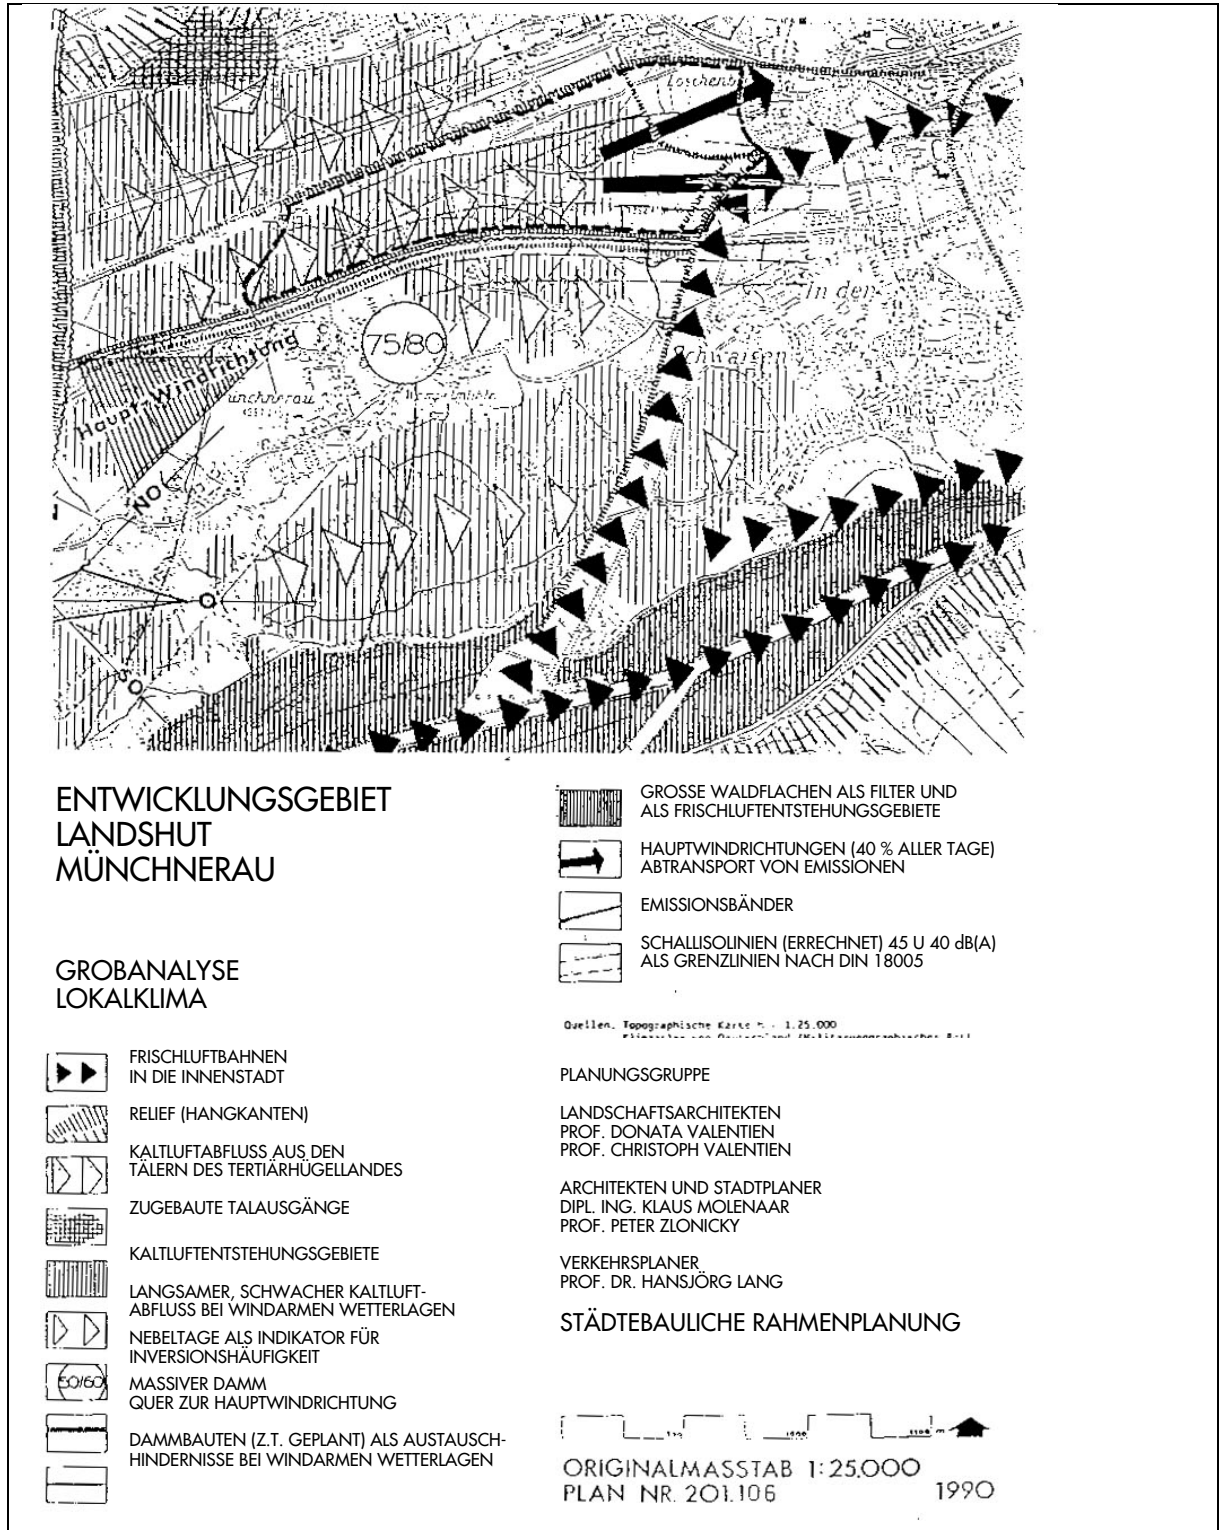 Haupt-Windrichtung
75/80
In der
NO
O
SO
ENTWICKLUNGSGEBIET
LANDSHUT
MÜNCHNERAU
GROBANALYSE
LOKALKLIMA
FRISCHLUFTBAHNEN
IN DIE INNENSTADT
RELIEF (HANGKANTEN)
KALTLUFTABFLUSS AUS DEN
TÄLERN DES TERTIÄRHÜGELLANDES
ZUGEBAUTE TALAUSGÄNGE
KALTLUFTENTSTEHUNGSGEBIETE
LANGSAMER, SCHWACHER KALTLUFT-
ABFLUSS BEI WINDARMEN WETTERLAGEN
NEBELTAGE ALS INDIKATOR FÜR
INVERSIONSHÄUFIGKEIT
50/60
MASSIVER DAMM
QUER ZUR HAUPTWINDRICHTUNG
DAMMBAUTEN (Z.T. GEPLANT) ALS AUSTAUSCH-
HINDERNISSE BEI WINDARMEN WETTERLAGEN
GROSSE WALDFLACHEN ALS FILTER UND
ALS FRISCHLUFTENTSTEHUNGSGEBIETE
HAUPTWINDRICHTUNGEN (40 % ALLER TAGE)
ABTRANSPORT VON EMISSIONEN
EMISSIONSBÄNDER
SCHALLISOLINIEN (ERRECHNET) 45 U 40 dB(A)
ALS GRENZLINIEN NACH DIN 18005
Quellen. Topographische Karte 1.25.000
PLANUNGSGRUPPE
LANDSCHAFTSARCHITEKTEN
PROF. DONATA VALENTIEN
PROF. CHRISTOPH VALENTIEN
ARCHITEKTEN UND STADTPLANER
DIPL. ING. KLAUS MOLENAAR
PROF. PETER ZLONICKY
VERKEHRSPLANER
PROF. DR. HANSJÖRG LANG
STÄDTEBAULICHE RAHMENPLANUNG
ORIGINALMASSTAB 1:25.000
PLAN NR. 201.106
1990